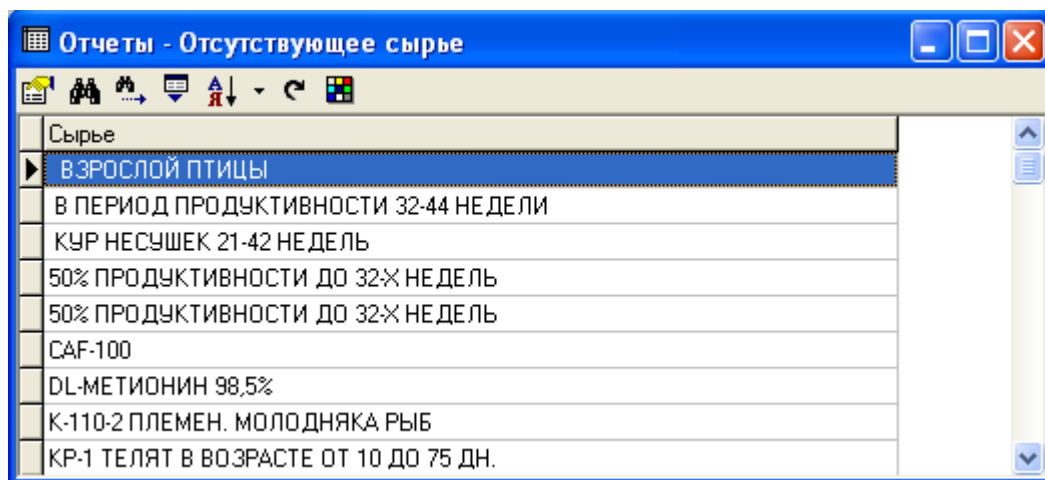 Отчеты - Отсутствующее сырье
Сырье
ВЗРОСЛОЙ ПТИЦЫ
В ПЕРИОД ПРОДУКТИВНОСТИ 32-44 НЕДЕЛИ
КУР НЕСУШЕК 21-42 НЕДЕЛЬ
50% ПРОДУКТИВНОСТИ ДО 32-Х НЕДЕЛЬ
50% ПРОДУКТИВНОСТИ ДО 32-Х НЕДЕЛЬ
CAF-100
DL-МЕТИОНИН 98,5%
К-110-2 ПЛЕМЕН. МОЛОДНЯКА РЫБ
КР-1 ТЕЛЯТ В ВОЗРАСТЕ ОТ 10 ДО 75 ДН.